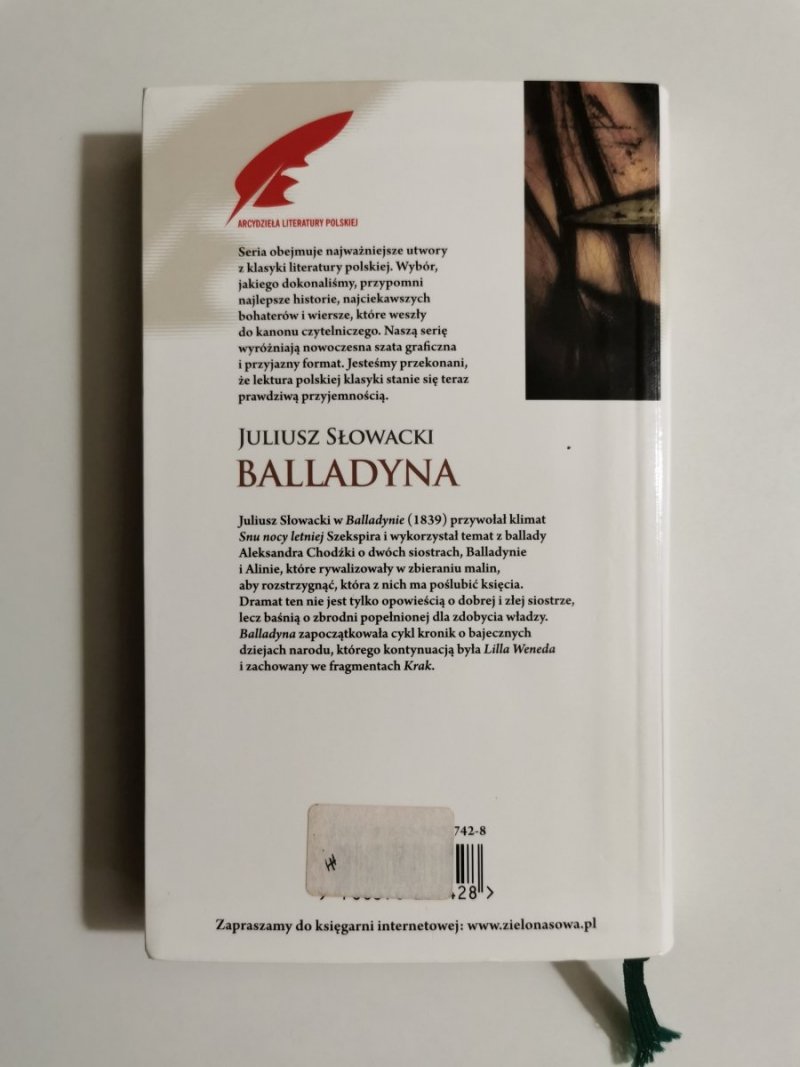 ARCYDZIEŁA LITERATURY POLSKIEJ
Seria obejmuje najważniejsze utwory
z klasyki literatury polskiej. Wybór,
jakiego dokonaliśmy, przypomni
najlepsze historie, najciekawszych
bohaterów i wiersze, które weszły
do kanonu czytelniczego. Naszą serię
wyróżniają nowoczesna szata graficzna
i przyjazny format. Jesteśmy przekonani,
że lektura polskiej klasyki stanie się teraz
prawdziwą przyjemnością.
JULIUSZ SŁOWACKI
BALLADYNA
Juliusz Słowacki w Balladynie (1839) przywołał klimat
Snu nocy letniej Szekspira i wykorzystał temat z ballady
Aleksandra Chodźki o dwóch siostrach, Balladynie
i Alinie, które rywalizowały w zbieraniu malin,
aby rozstrzygnąć, która z nich ma poślubić księcia.
Dramat ten nie jest tylko opowieścią o dobrej i złej siostrze,
lecz baśnią o zbrodni popełnionej dla zdobycia władzy.
Balladyna zapoczątkowała cykl kronik o bajecznych
dziejach narodu, którego kontynuacją była Lilla Weneda
i zachowany we fragmentach Krak.
742-8
428>
Zapraszamy do księgarni internetowej: www.zielonasowa.pl